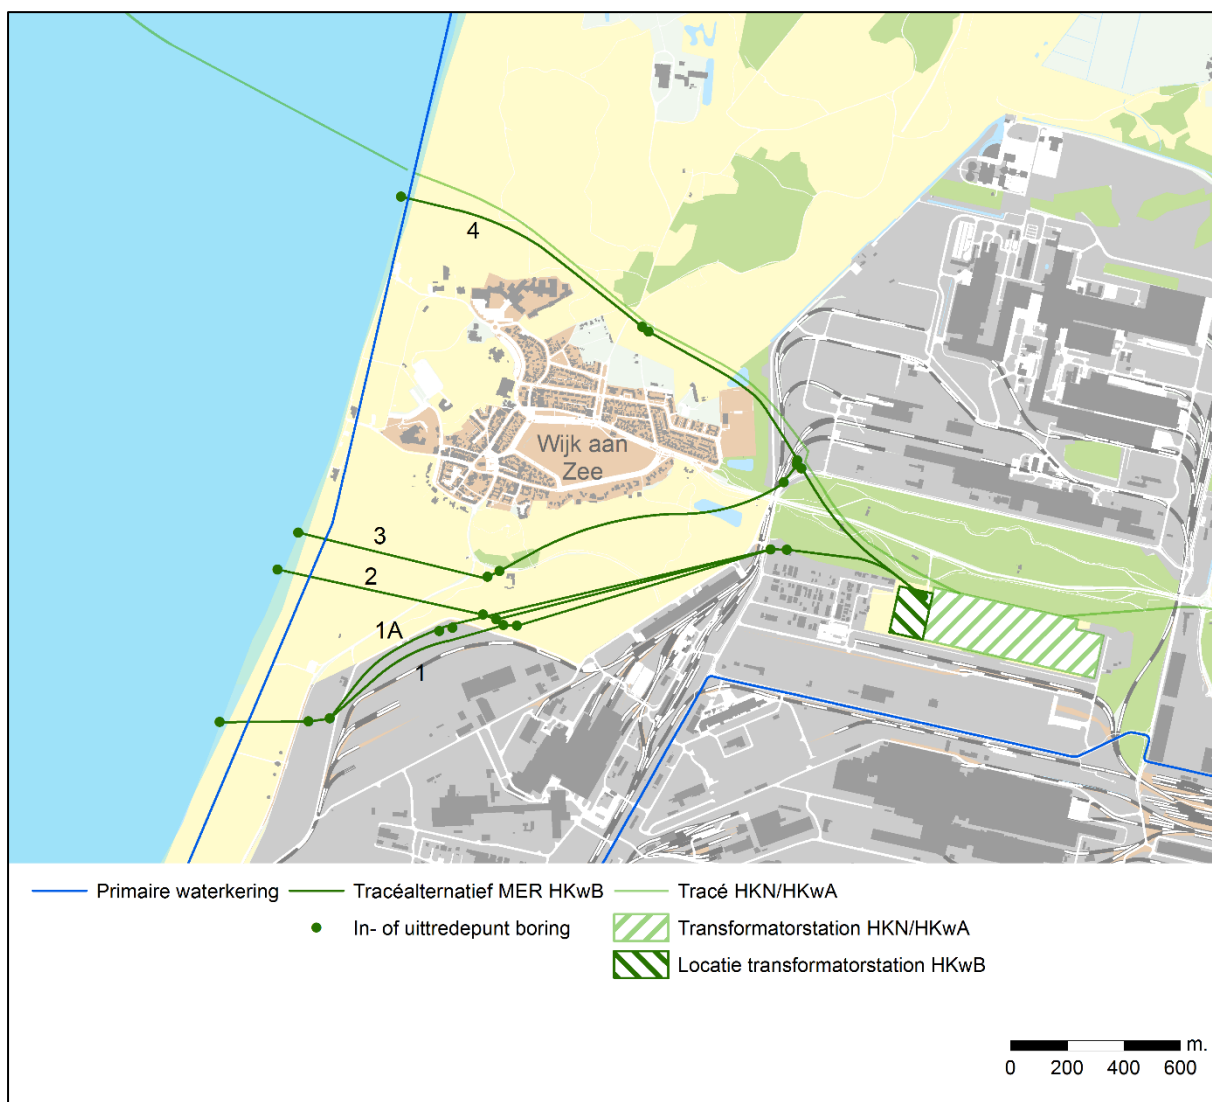 4
Wijk aan
Zee
3
2
1A
1
Primaire waterkering
Tracéalternatief MER HKwB
Tracé HKN/HKwA
In- of uittredepunt boring
Transformatorstation HKN/HKwA
Locatie transformatorstation HKwB
m.
0 200 400 600